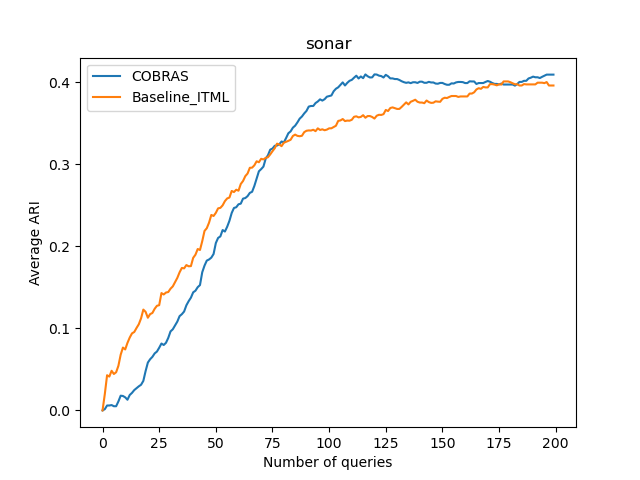 sonar
COBRAS
Baseline_ITML
Average ARI
0.4
0.3
0.2
0.1
0.0
0 25 50 75 100 125 150 175 200
Number of queries